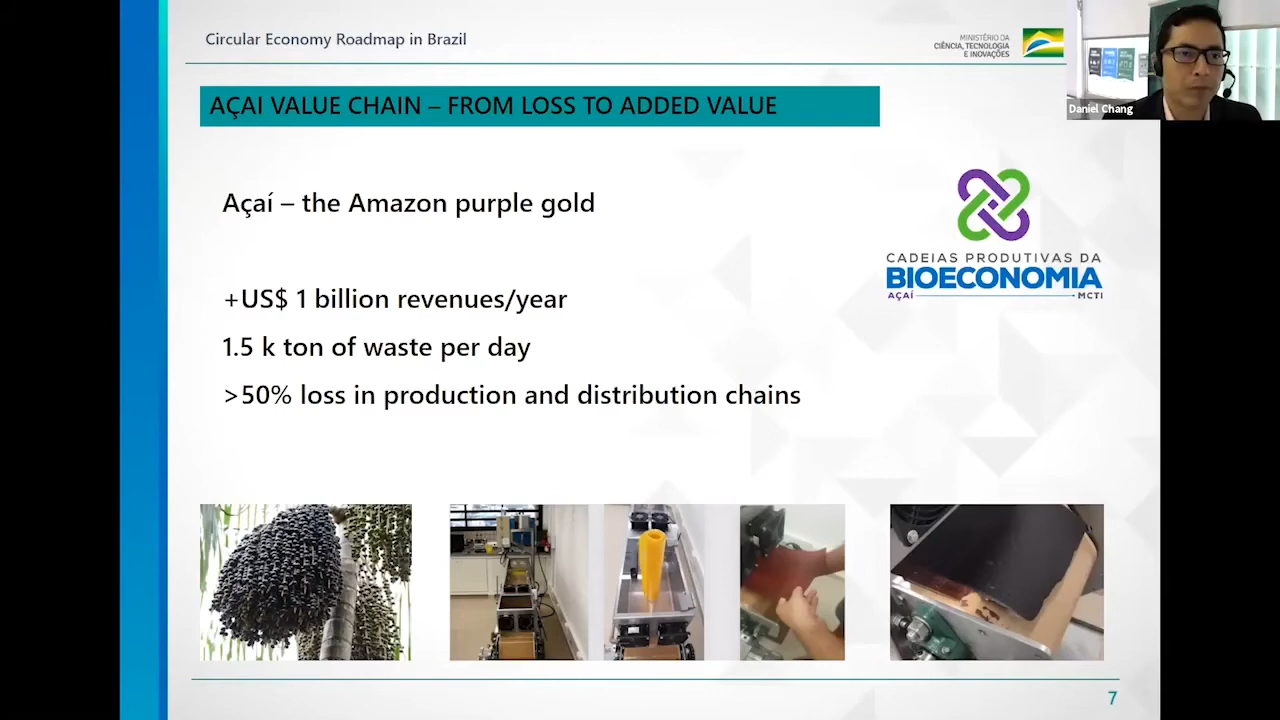 Circular Economy Roadmap in Brazil
MINISTÉRIO DA
CIÊNCIA, TECNOLOGIA
E INOVAÇÕES
Daniel Chang
AÇAI VALUE CHAIN – FROM LOSS TO ADDED VALUE
Açaí – the Amazon purple gold
CADEIAS PRODUTIVAS DA
BIOECONOMIA
AÇAÍ MCTI
+US$ 1 billion revenues/year
1.5 k ton of waste per day
>50% loss in production and distribution chains
7